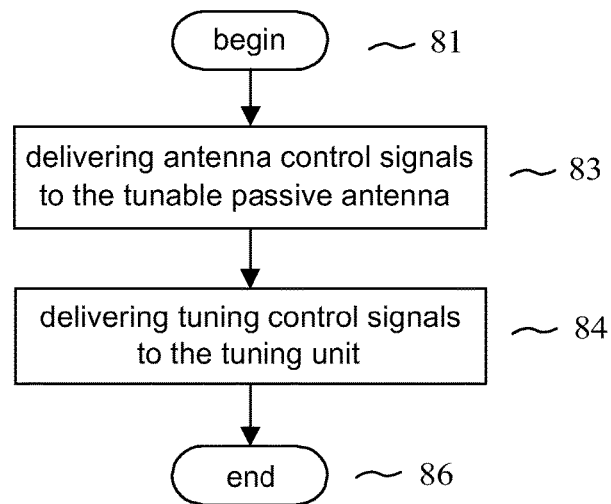 begin
81
delivering antenna control signals
to the tunable passive antenna
83
delivering tuning control signals
to the tuning unit
84
end
86